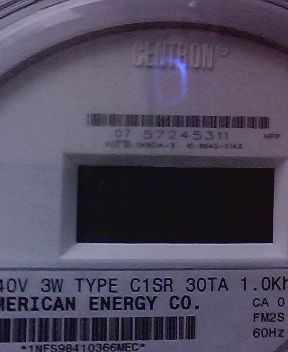 CENTRON®
07 57245311
40V 3W TYPE C1SR 30TA 1.0Kh
MERICAN ENERGY CO.
CA 0
FM2S
60Hz
*1NFS98410366MEC*